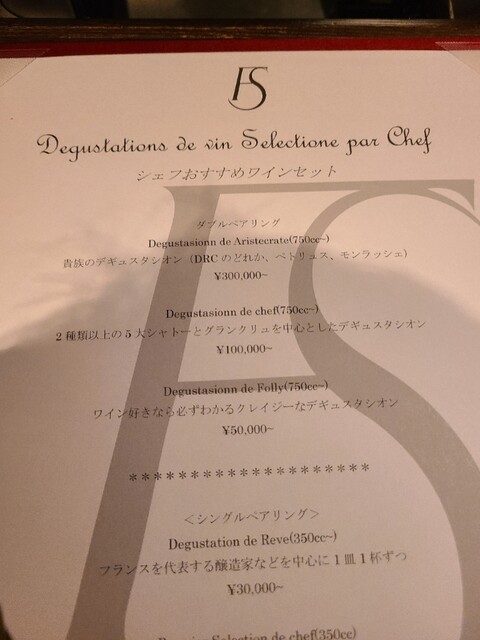 FS
Degustations de vin Selectione par Chef
シェフおすすめワインセット
ダブルペアリング
Degustasionn de Aristecrate(750cc~)
貴族のデギュスタシオン（DRCのどれか、ペトリュス、モンラッシェ)
¥300,000~
Degustasionn de chef(750cc~)
2種類以上の5大シャトーとグランクリュを中心としたデギュスタシオン
¥100,000~
Degustasionn de Folly(750cc~)
ワイン好きなら必ずわかるクレイジーなデギュスタシオン
¥50,000~
********************
＜シングルペアリング＞
Degustation de Reve(350cc~)
フランスを代表する醸造家などを中心に1皿1杯ずつ
¥30,000~
Selection de chef(350cc)